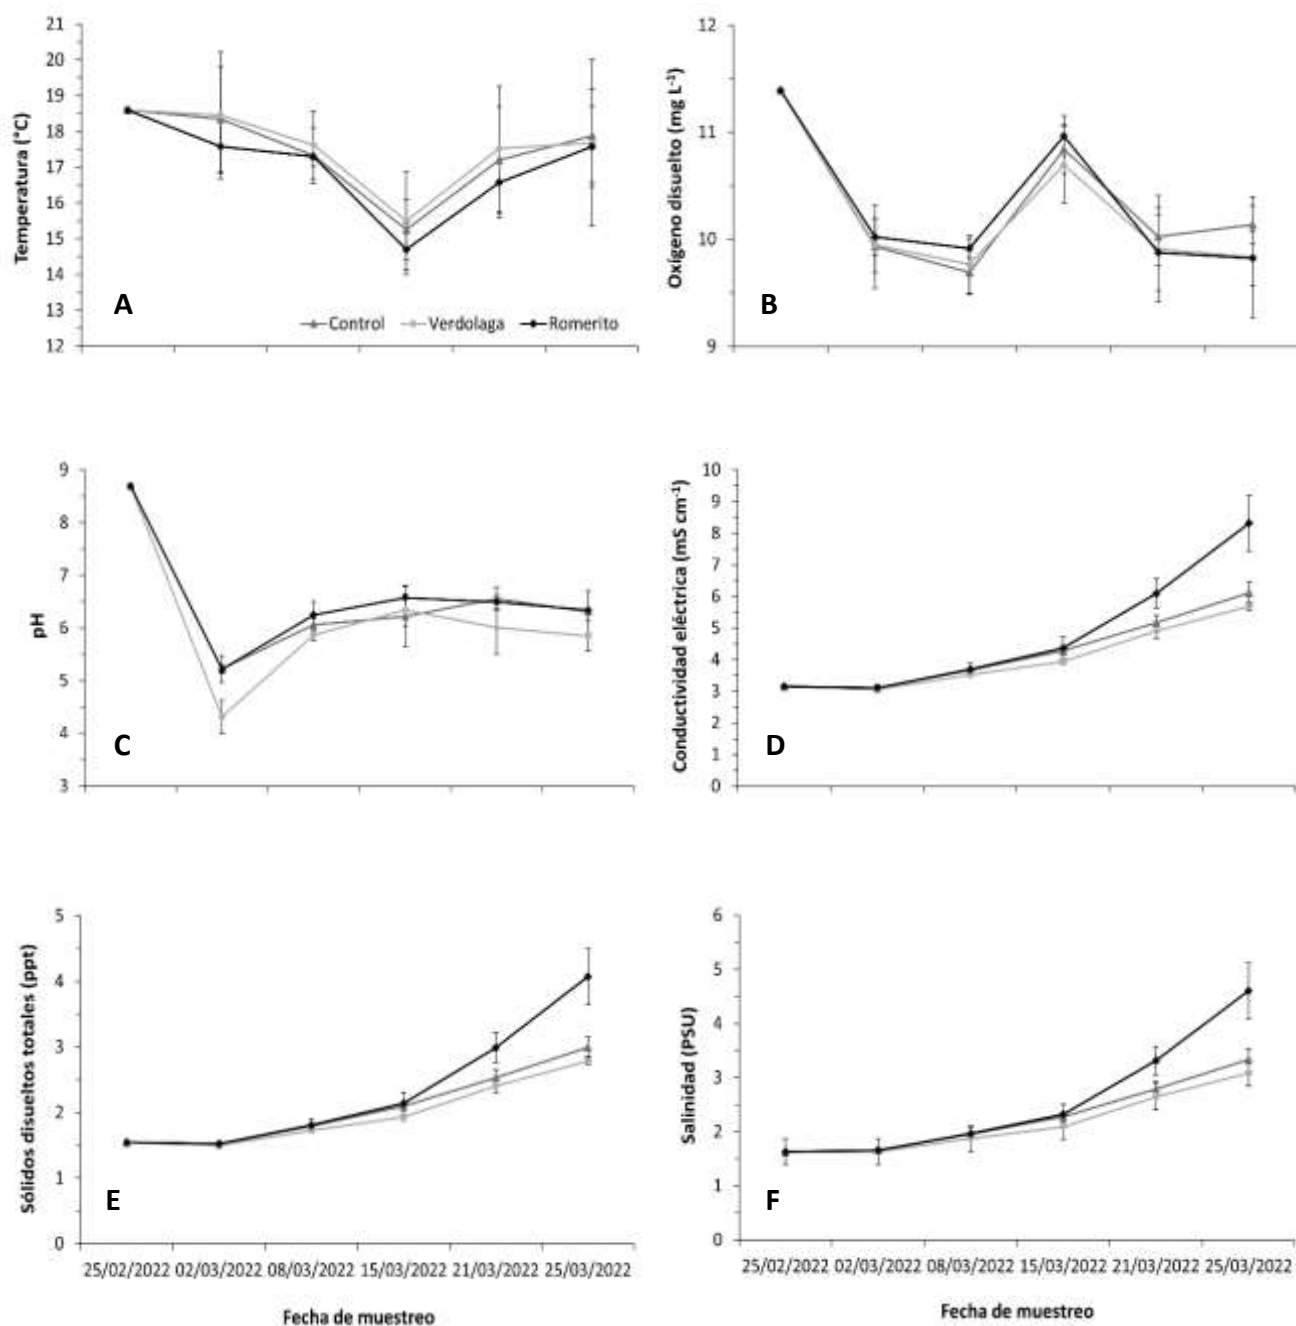 Temperatura (°C)
21
20
19
18
17
16
15
14
13
12
A
Control Verdolaga Romerito
Oxígeno disuelto (mg L⁻¹)
12
11
10
9
B
pH
9
8
7
6
5
4
3
C
Conductividad eléctrica (mS cm⁻¹)
10
9
8
7
6
5
4
3
2
1
0
D
Sólidos disueltos totales (ppt)
5
4
3
2
1
0
E
25/02/2022 02/03/2022 08/03/2022 15/03/2022 21/03/2022 25/03/2022
Fecha de muestreo
Salinidad (PSU)
6
5
4
3
2
1
0
F
25/02/2022 02/03/2022 08/03/2022 15/03/2022 21/03/2022 25/03/2022
Fecha de muestreo